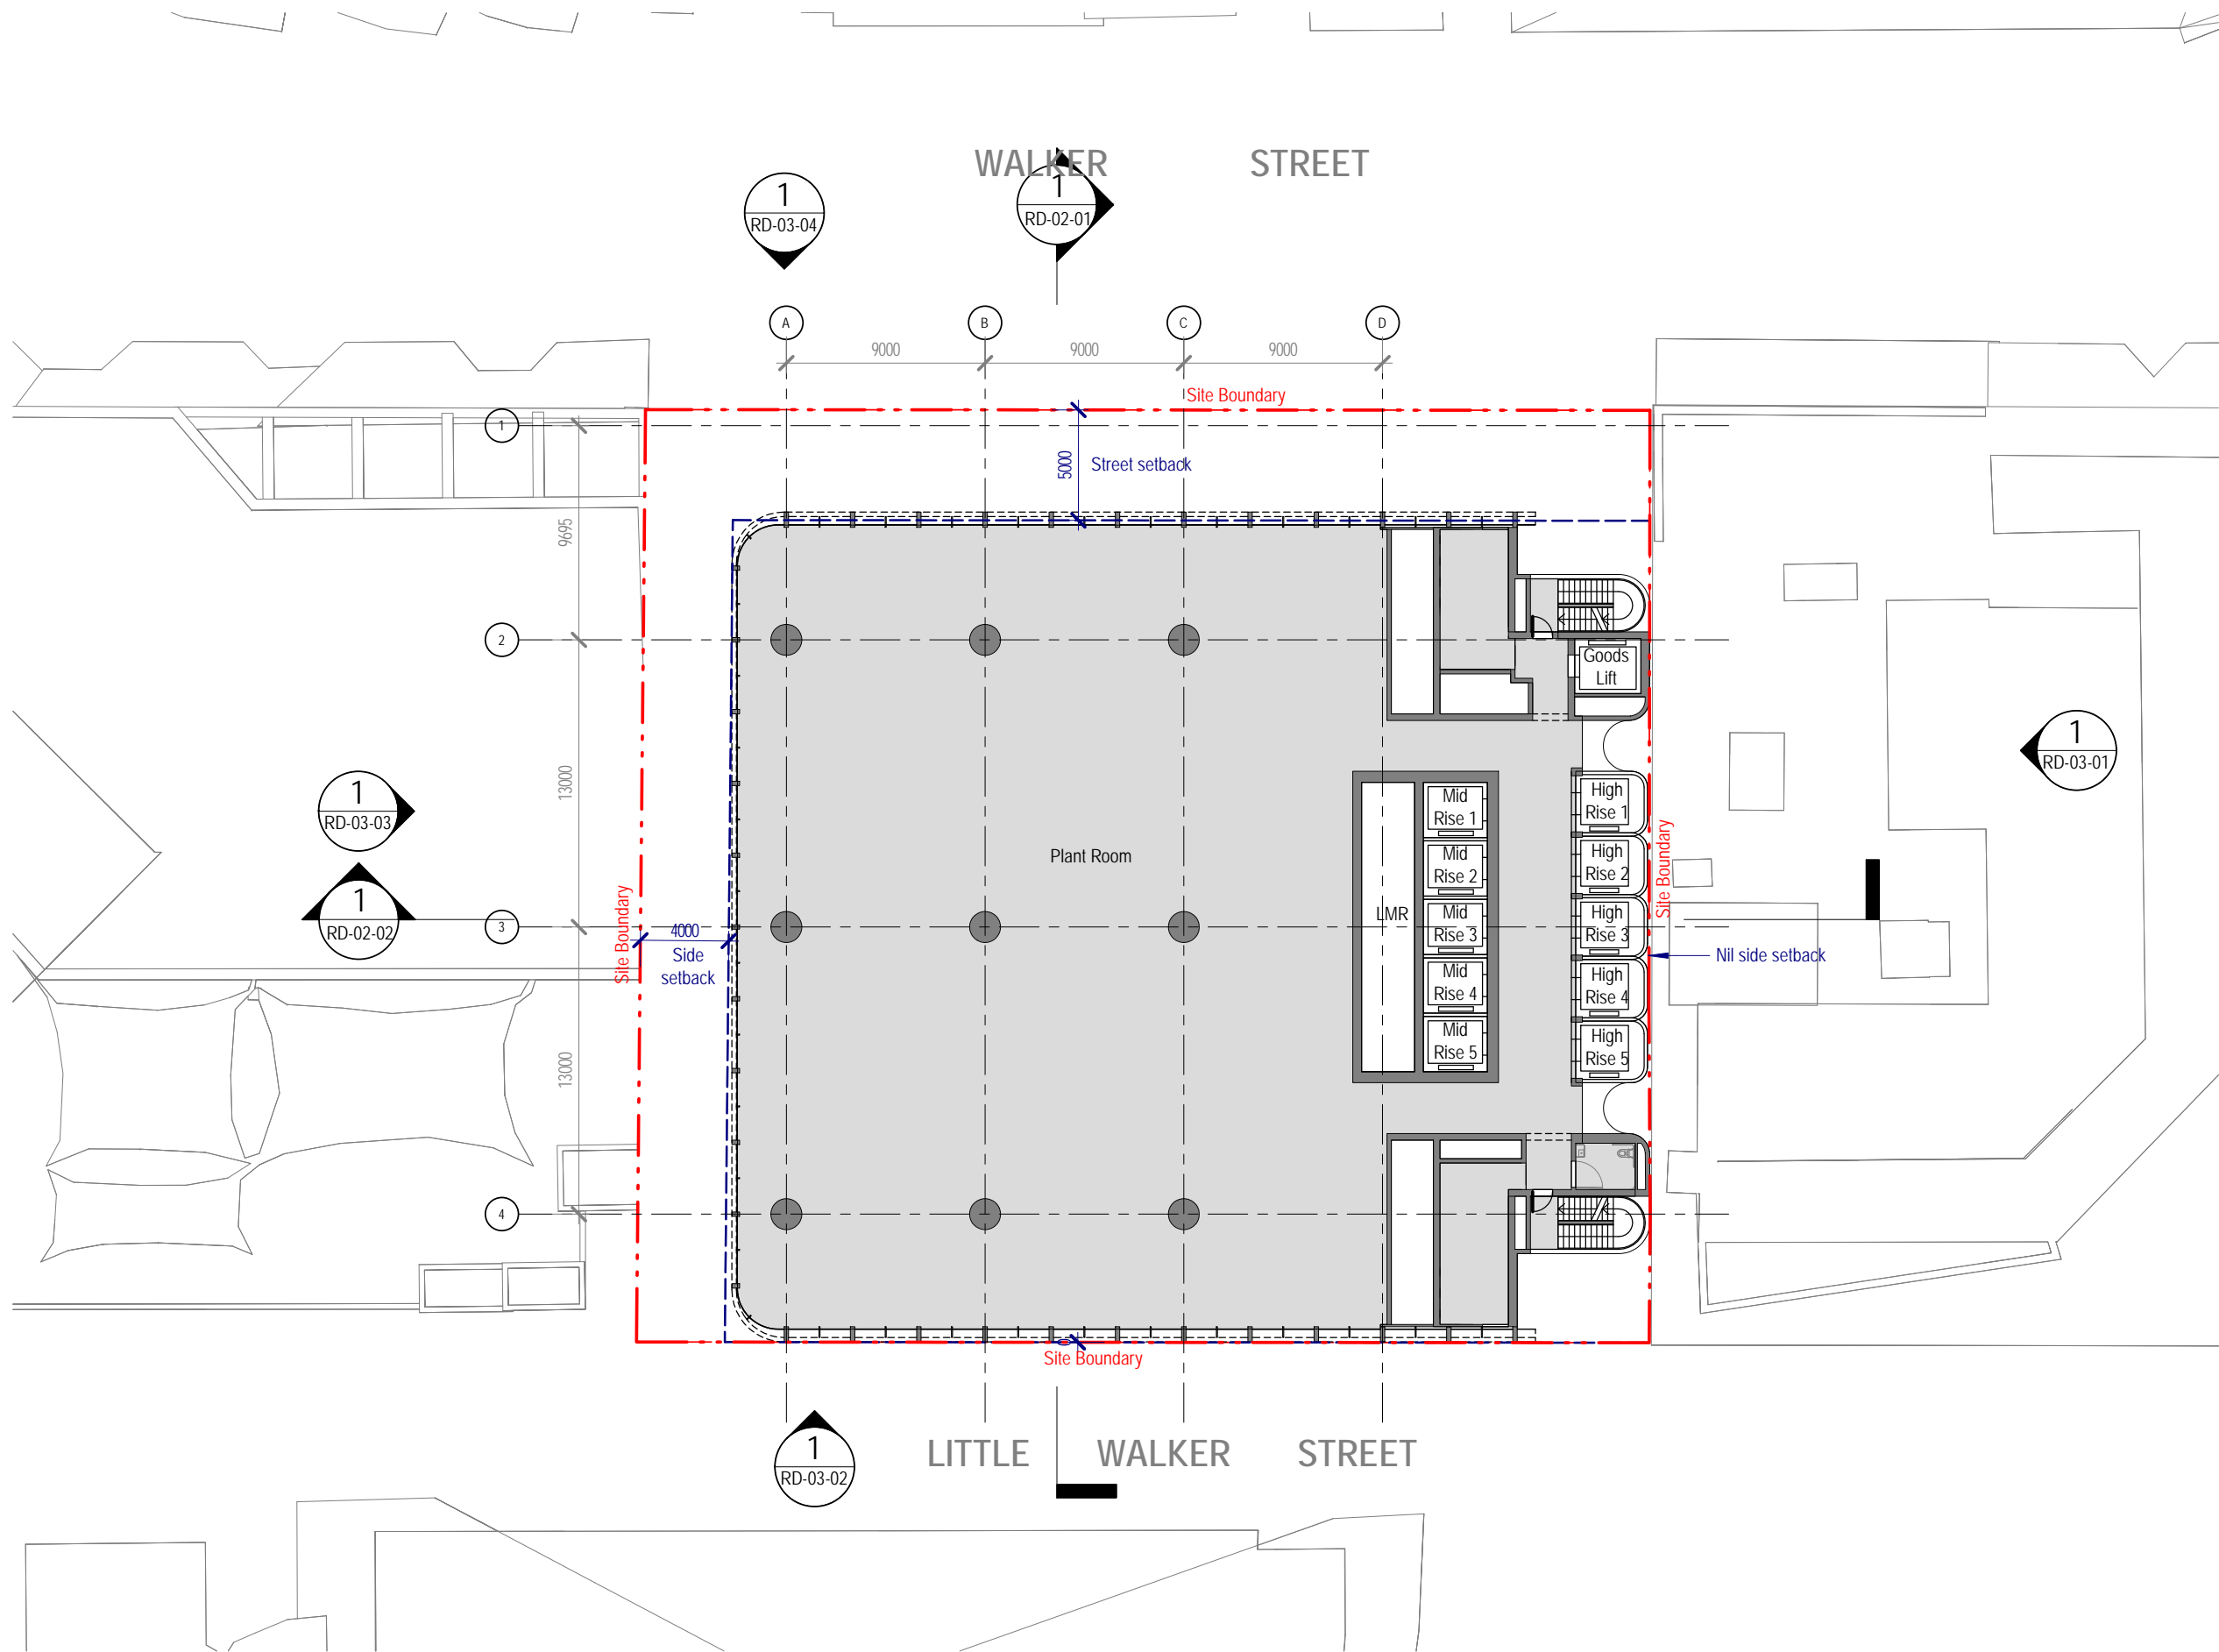 WALKER STREET
1
RD-03-04
1
RD-02-01
A
B
C
D
9000
9000
9000
Site Boundary
1
5000
Street setback
9695
2
Goods
Lift
1
RD-03-01
1
RD-03-03
13000
Mid
Rise 1
High
Rise 1
Plant Room
Mid
Rise 2
High
Rise 2
Site Boundary
1
RD-02-02
3
Site Boundary
4000
Side
setback
LMR
Mid
Rise 3
High
Rise 3
Nil side setback
Mid
Rise 4
High
Rise 4
13000
Mid
Rise 5
High
Rise 5
4
0
Site Boundary
LITTLE WALKER STREET
1
RD-03-02